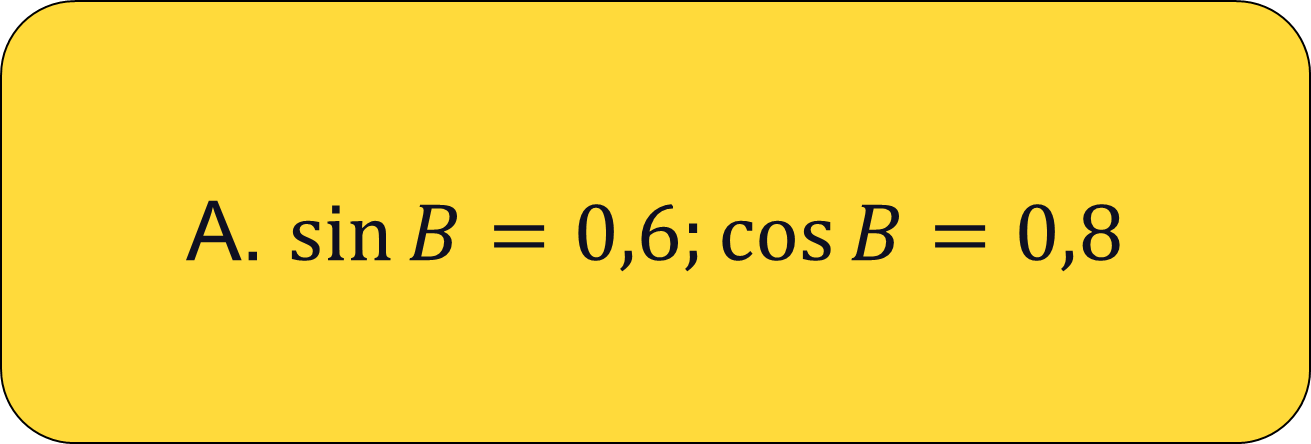 A. sin B = 0,6; cos B = 0,8